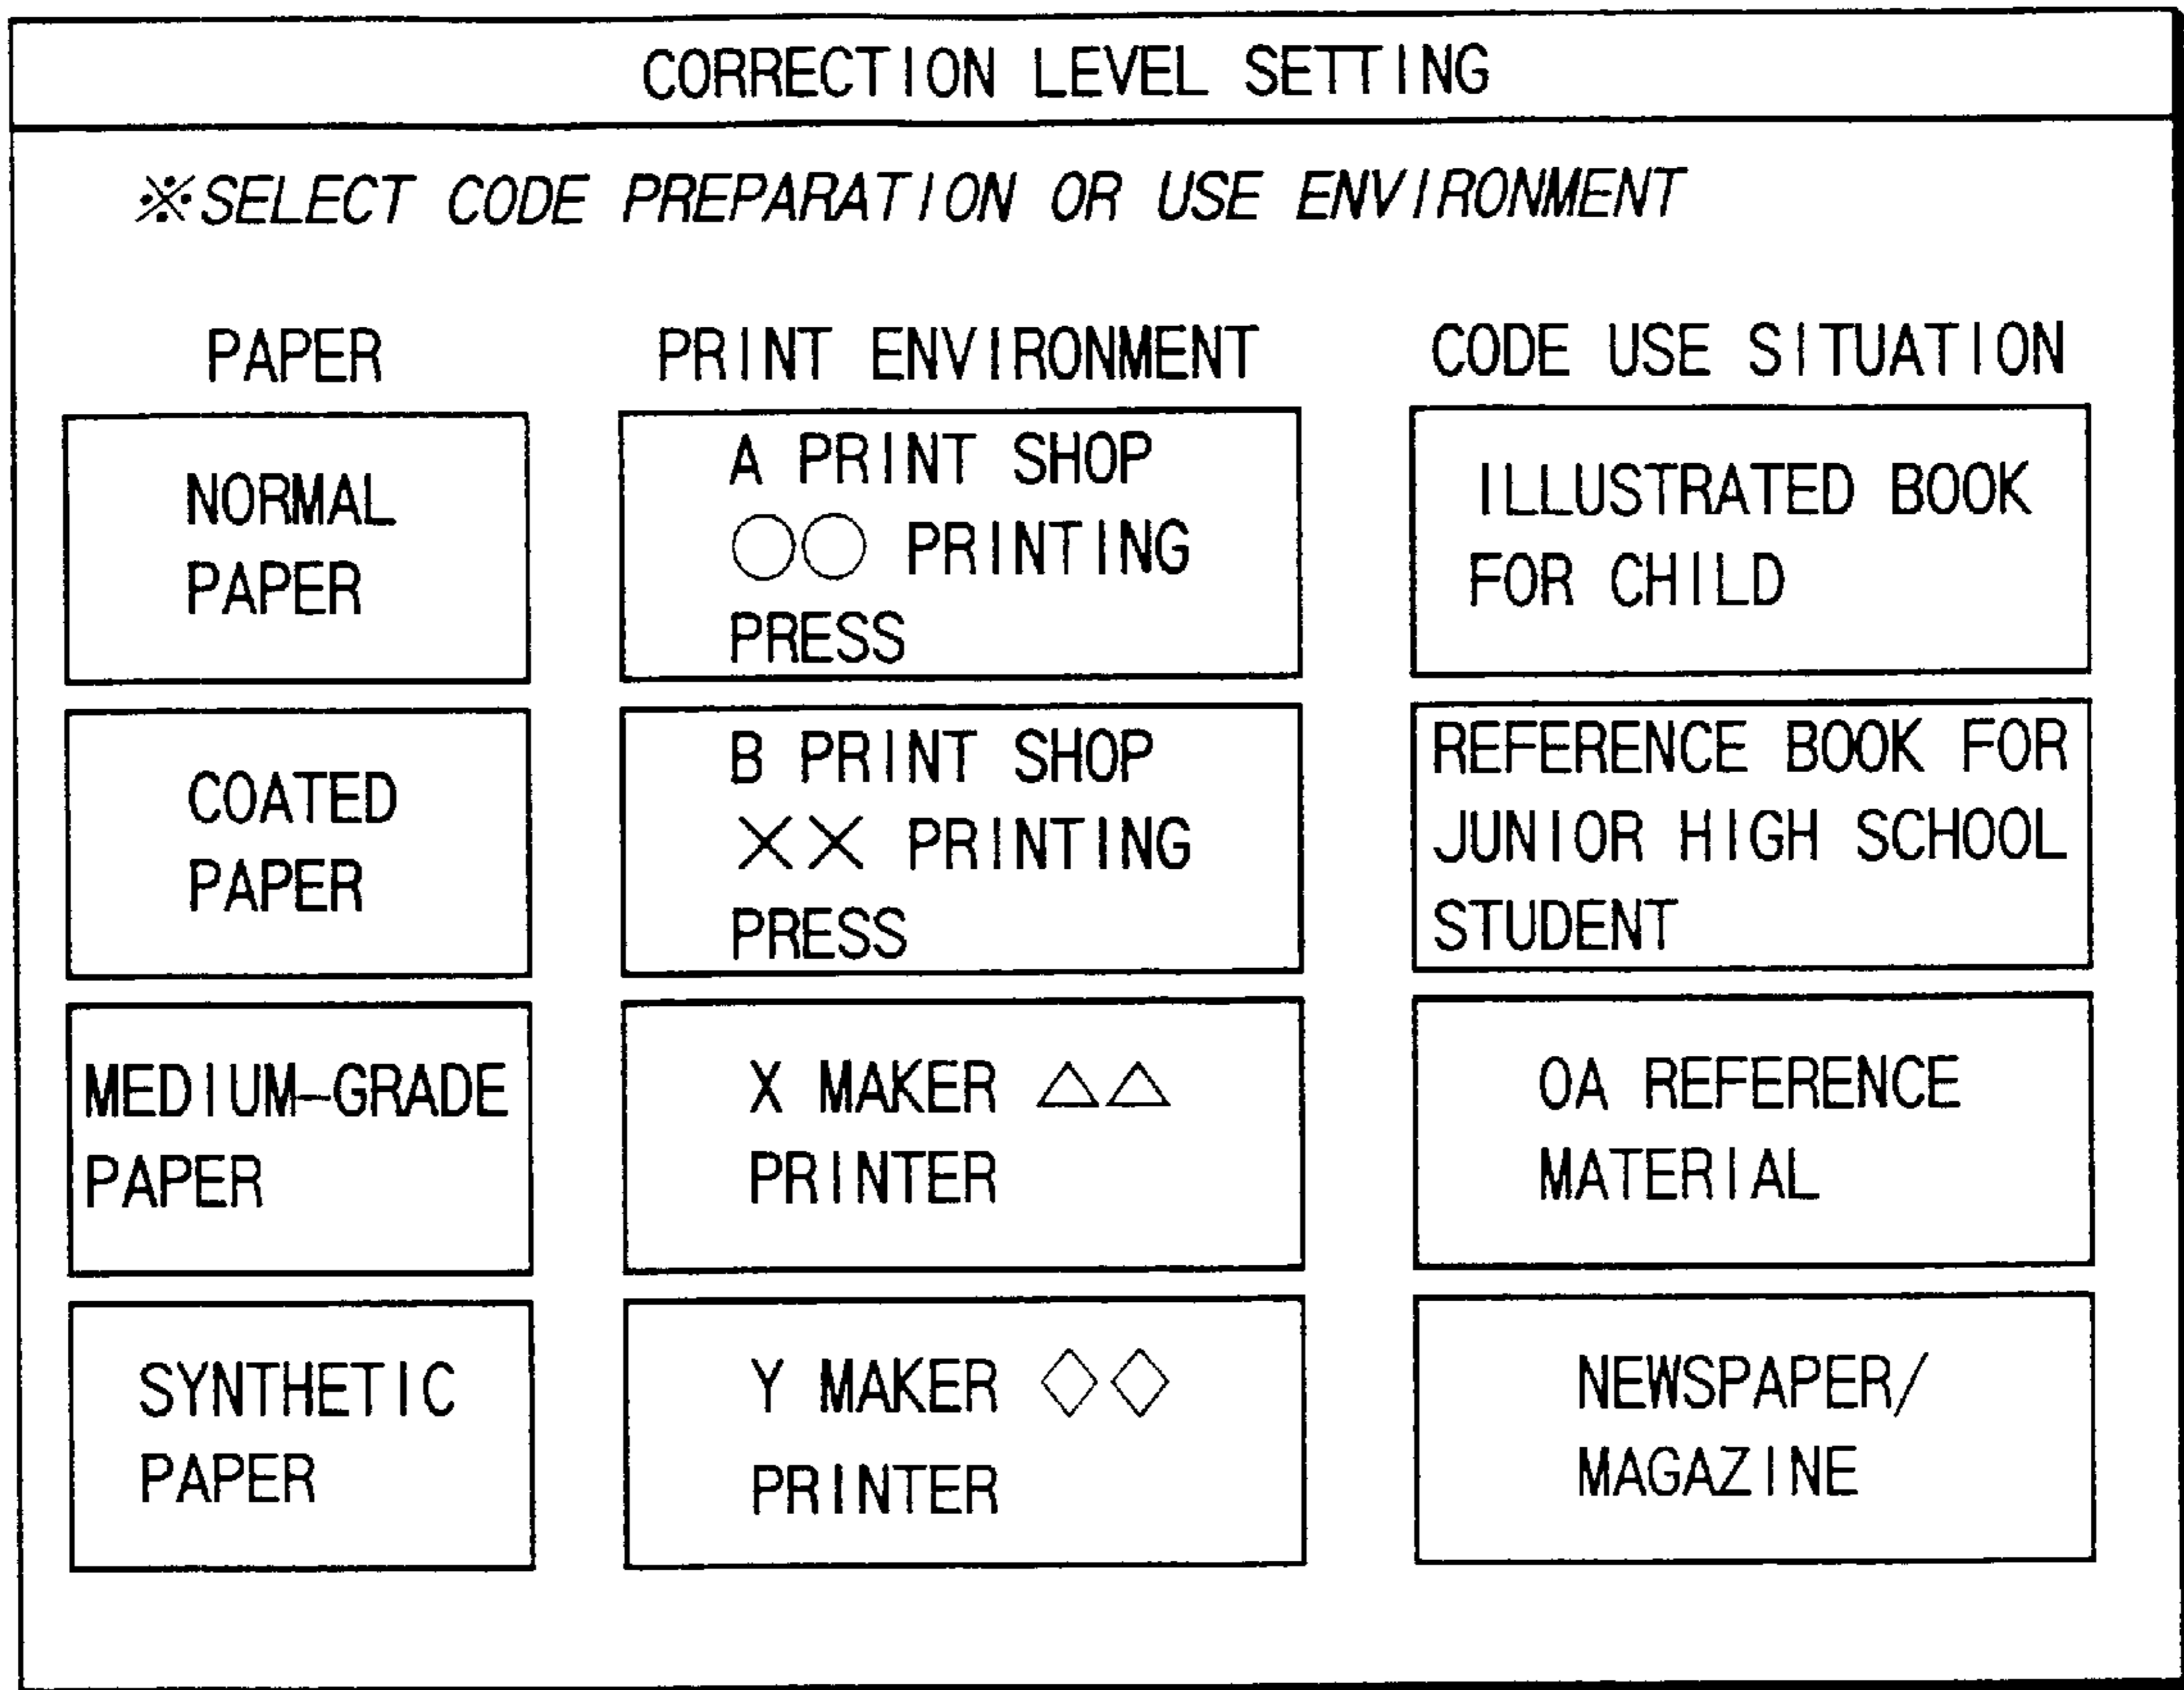 CORRECTION LEVEL SETTING
※SELECT CODE PREPARATION OR USE ENVIRONMENT
PAPER
NORMAL
PAPER
COATED
PAPER
MEDIUM-GRADE
PAPER
SYNTHETIC
PAPER
PRINT ENVIRONMENT
A PRINT SHOP
○○ PRINTING
PRESS
B PRINT SHOP
×× PRINTING
PRESS
X MAKER △△
PRINTER
Y MAKER ◇◇
PRINTER
CODE USE SITUATION
ILLUSTRATED BOOK
FOR CHILD
REFERENCE BOOK FOR
JUNIOR HIGH SCHOOL
STUDENT
OA REFERENCE
MATERIAL
NEWSPAPER/
MAGAZINE